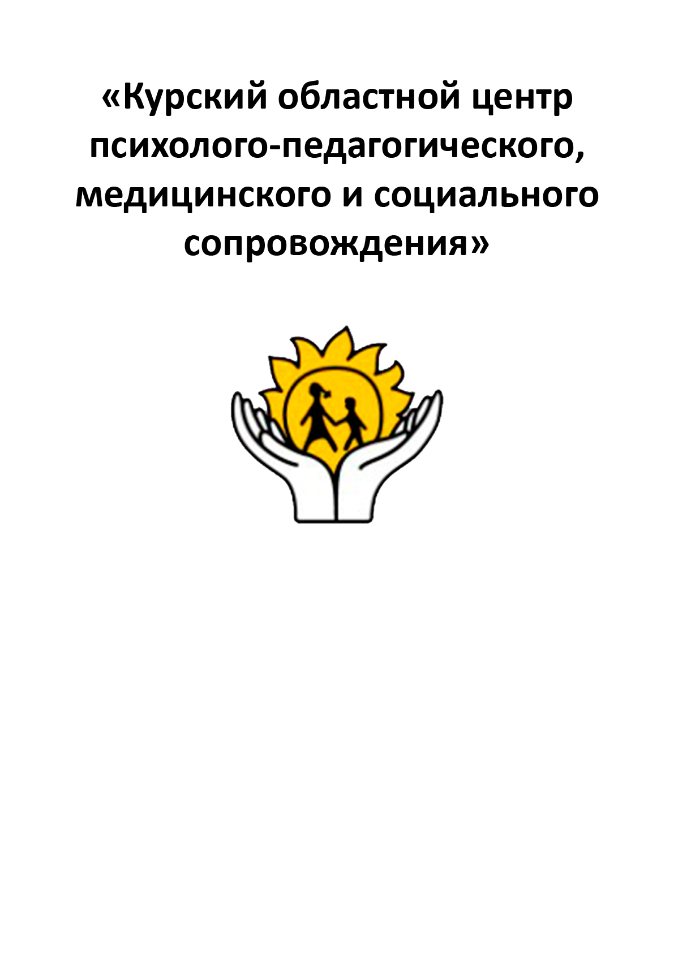 «Курский областной центр
психолого-педагогического,
медицинского и социального
сопровождения»